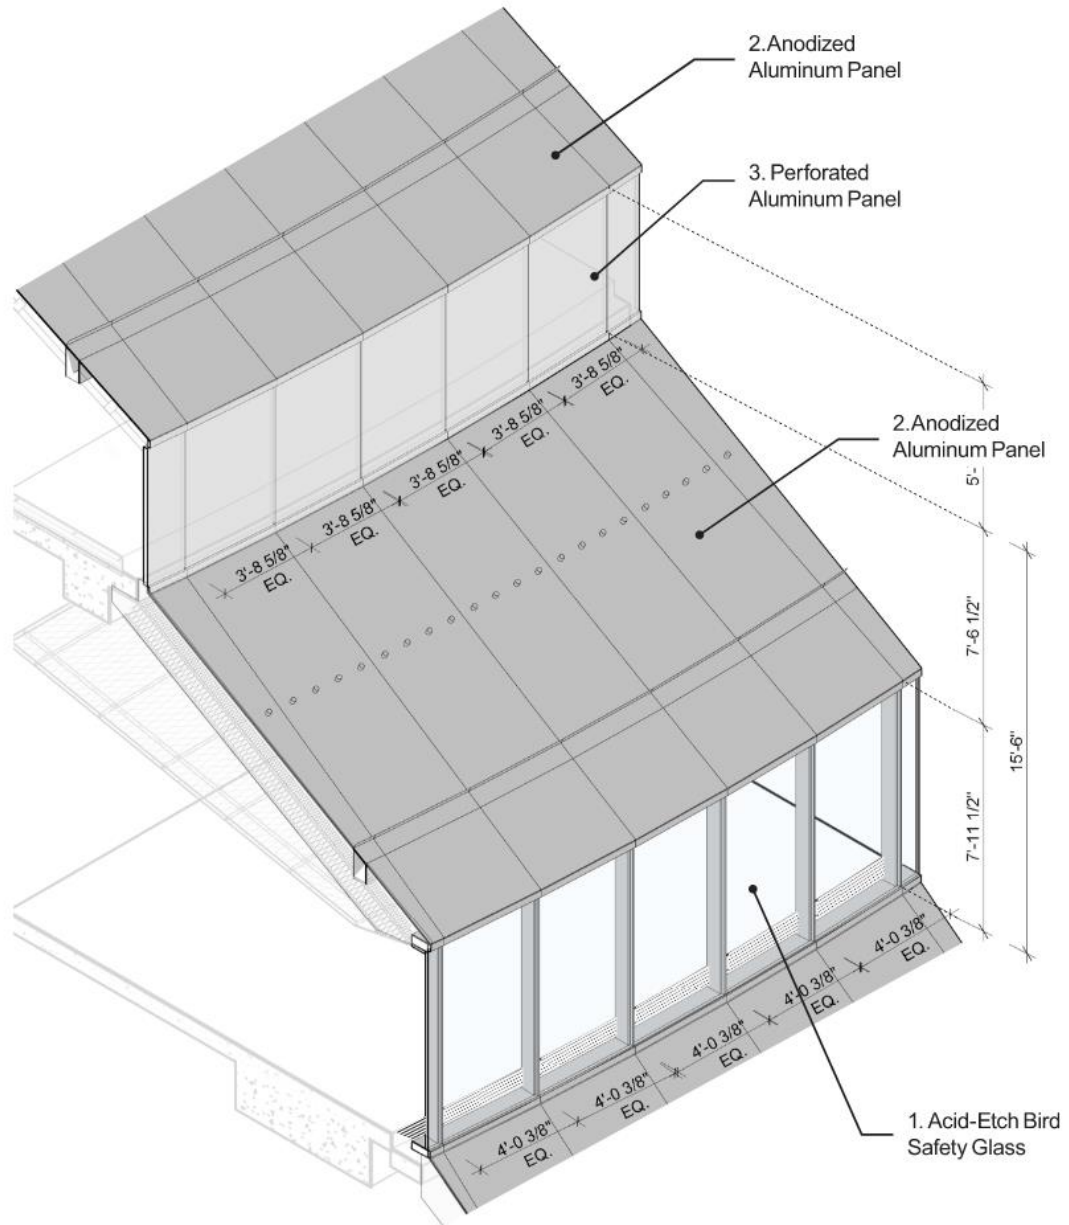 2.Anodized
Aluminum Panel
3. Perforated
Aluminum Panel
3'-8 5/8"
EQ.
3'-8 5/8"
EQ.
3'-8 5/8"
EQ.
3'-8 5/8"
EQ.
3'-8 5/8"
EQ.
2.Anodized
Aluminum Panel
5'-
7'-6 1/2"
15'-6"
7'-11 1/2"
4'-0 3/8"
EQ.
4'-0 3/8"
EQ.
4'-0 3/8"
EQ.
4'-0 3/8"
EQ.
4'-0 3/8"
EQ.
1. Acid-Etch Bird
Safety Glass